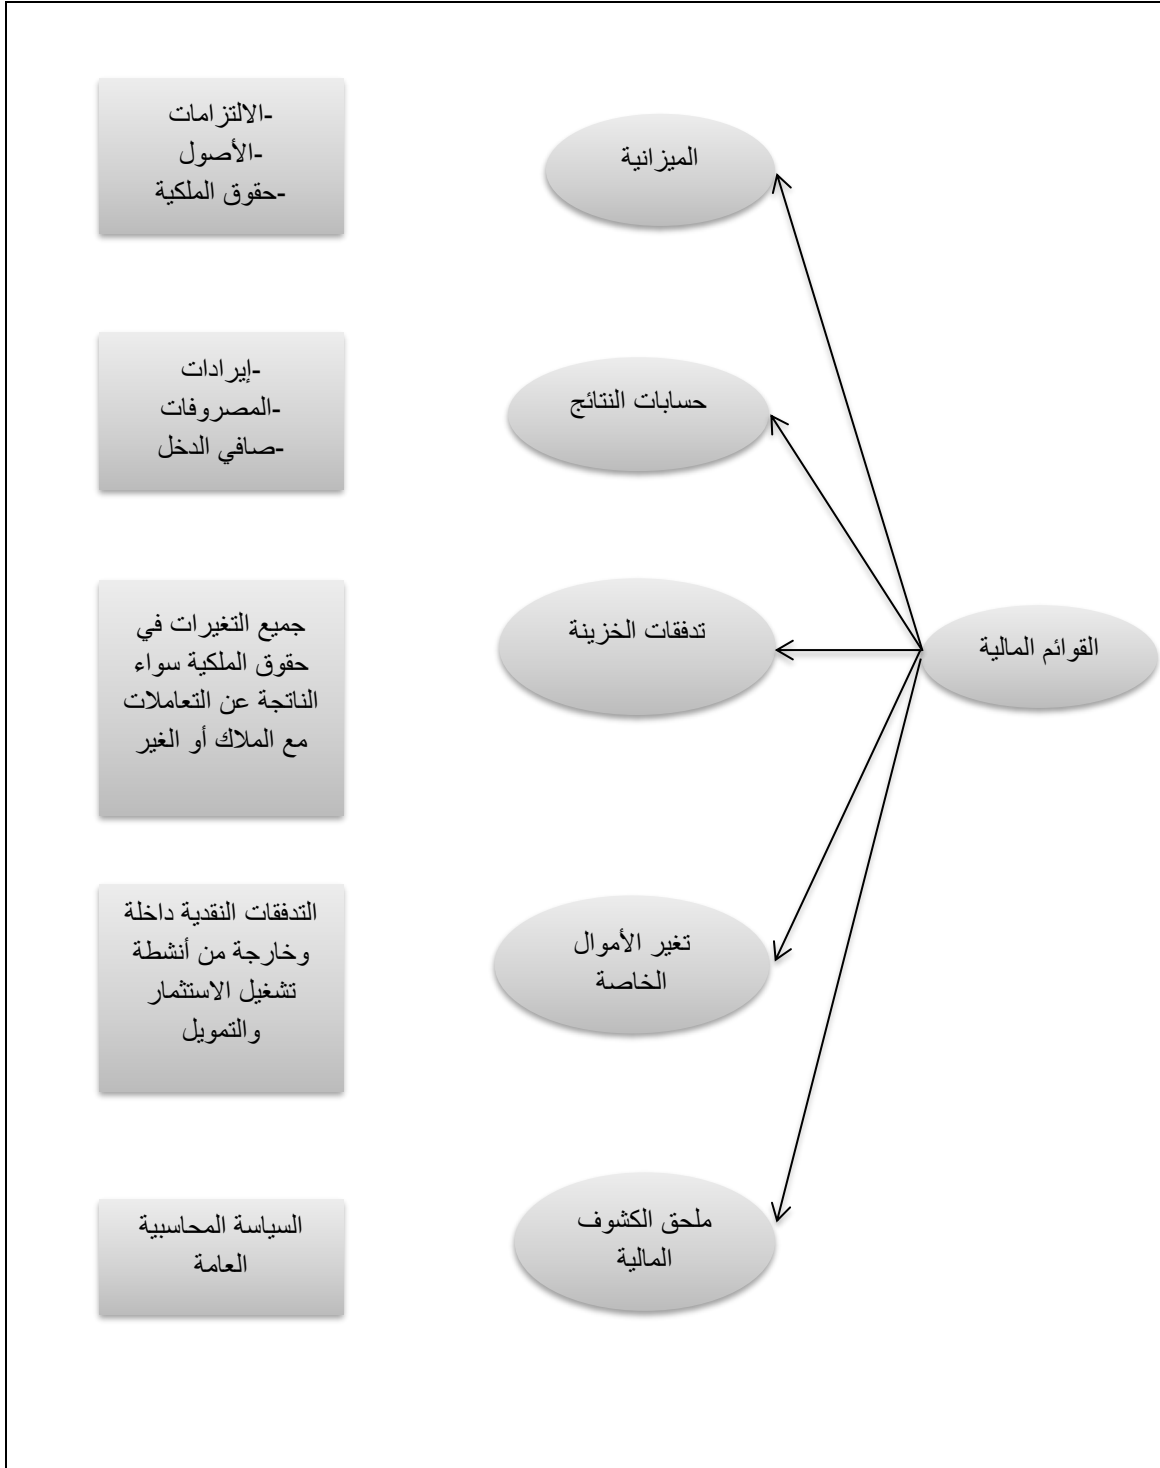 القوائم المالية
الميزانية
-الالتزامات
-الأصول
-حقوق الملكية
حسابات النتائج
-إيرادات
-المصروفات
-صافي الدخل
تدفقات الخزينة
جميع التغيرات في
حقوق الملكية سواء
الناتجة عن التعاملات
مع الملاك أو الغير
تغير الأموال
الخاصة
التدفقات النقدية داخلة
وخارجة من أنشطة
تشغيل الاستثمار
والتمويل
ملحق الكشوف
المالية
السياسة المحاسبية
العامة